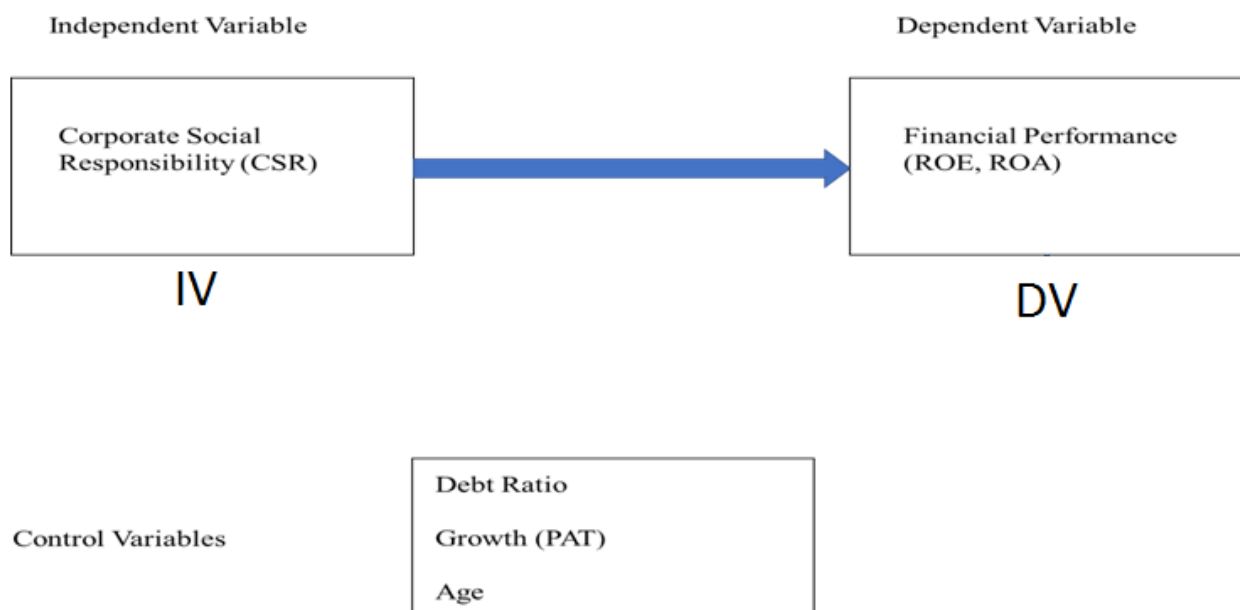 Independent Variable
Dependent Variable
Corporate Social
Responsibility (CSR)
Financial Performance
(ROE, ROA)
IV
DV
Debt Ratio
Control Variables
Growth (PAT)
Age